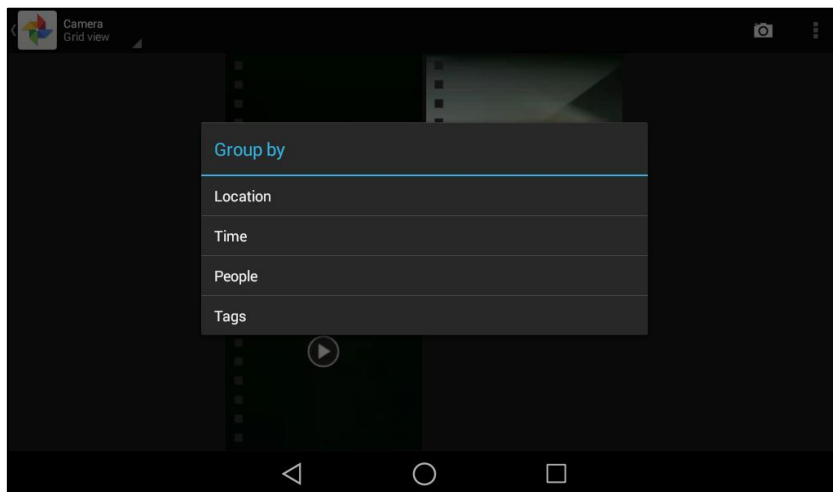 Camera
Grid view
Group by
Location
Time
People
Tags